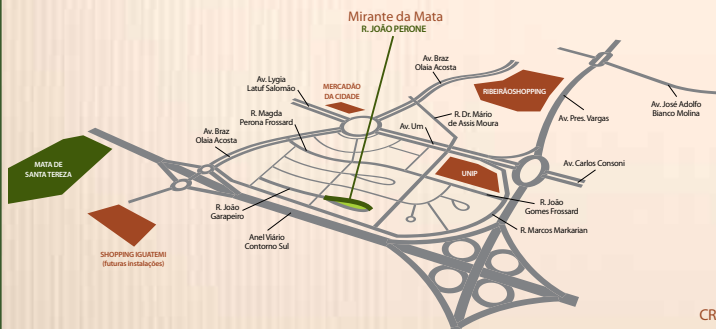 Mirante da Mata
R. JOÃO PERONE
Av. Braz
Olaia Acosta
Av. Lygia
Latuf Salomão
MERCADÃO
DA CIDADE
RIBEIRÃOSHOPPING
Av. José Adolfo
Bianco Molina
R. Magda
Perona Frossard
R. Dr. Mário
de Assis Moura
Av. Pres. Vargas
Av. Um
Av. Braz
Olaia Acosta
MATA DE
SANTA TEREZA
Av. Carlos Consoni
UNIP
R. João
Garapeiro
R. João
Gomes Frossard
R. Marcos Markarian
Anel Viário
Contorno Sul
SHOPPING IGUATEMI
(futuras instalações)
CR